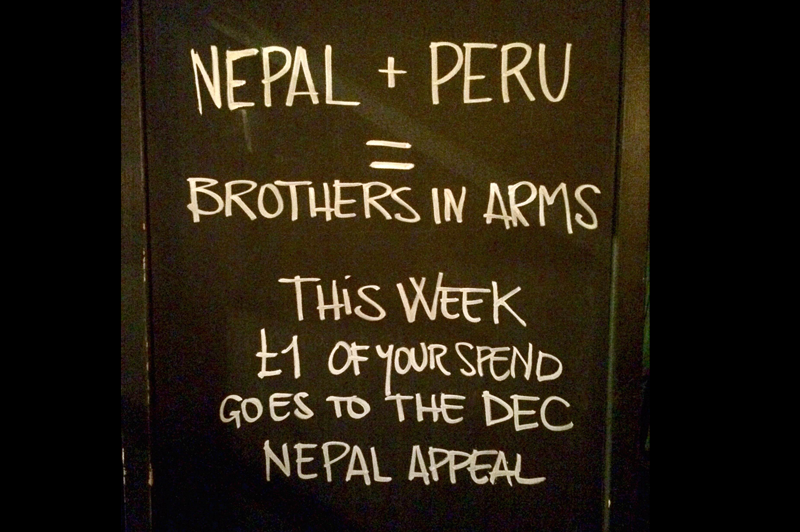 NEPAL + PERU
=
BROTHERS IN ARMS
THIS WEEK
£1 OF YOUR SPEND
GOES TO THE DEC
NEPAL APPEAL